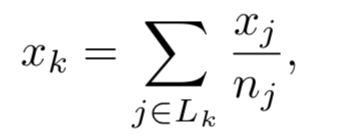 x_k = \sum_{j \in L_k} \frac{x_j}{n_j},